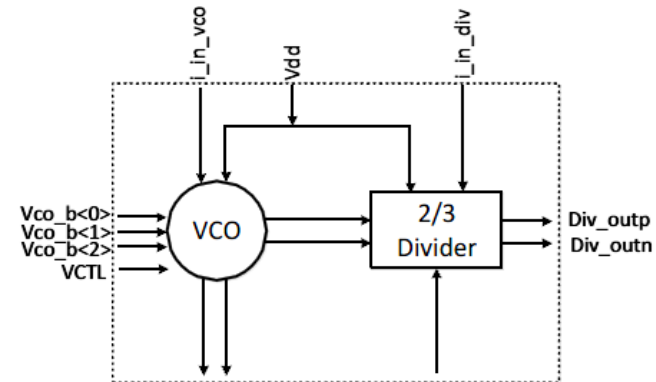 i_in_vco
Vdd
i_in_div
Vco_b<0>
Vco_b<1>
Vco_b<2>
VCTL
VCO
2/3
Divider
Div_outp
Div_outn